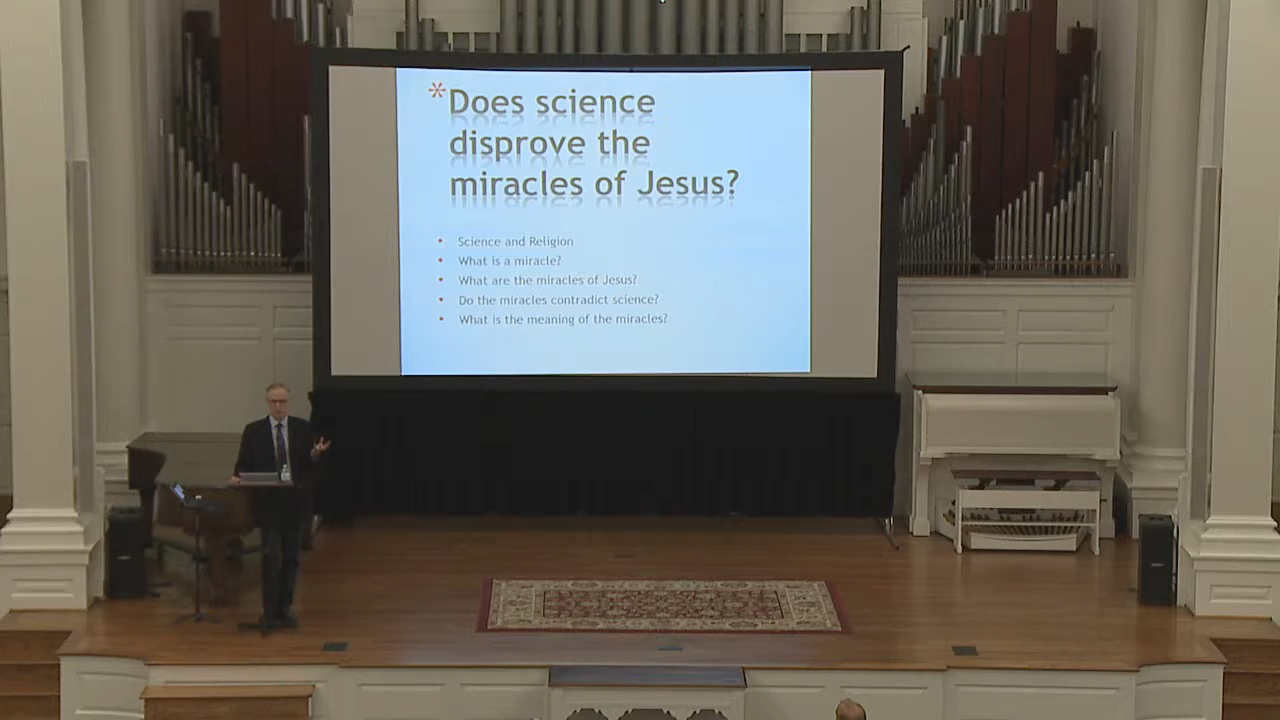 * Does science
disprove the
miracles of Jesus?
• Science and Religion
• What is a miracle?
• What are the miracles of Jesus?
• Do the miracles contradict science?
• What is the meaning of the miracles?